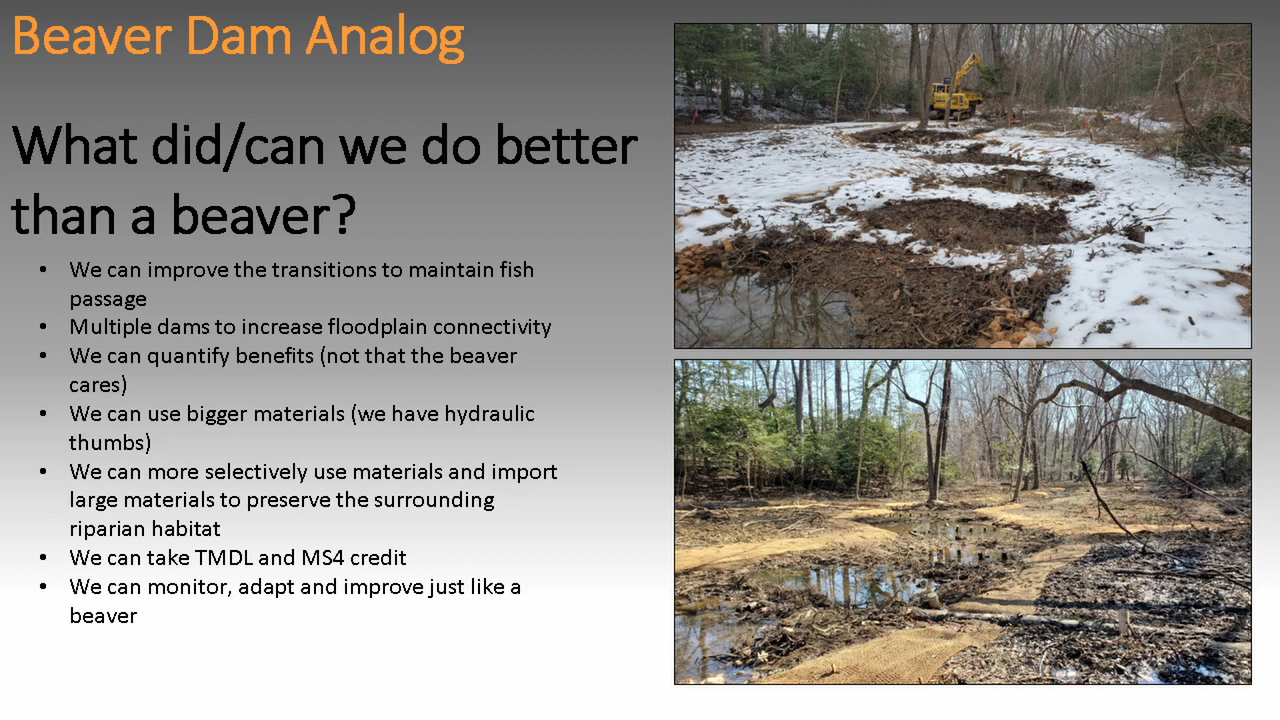 Beaver Dam Analog
What did/can we do better
than a beaver?
• We can improve the transitions to maintain fish
passage
• Multiple dams to increase floodplain connectivity
• We can quantify benefits (not that the beaver
cares)
• We can use bigger materials (we have hydraulic
thumbs)
• We can more selectively use materials and import
large materials to preserve the surrounding
riparian habitat
• We can take TMDL and MS4 credit
• We can monitor, adapt and improve just like a
beaver